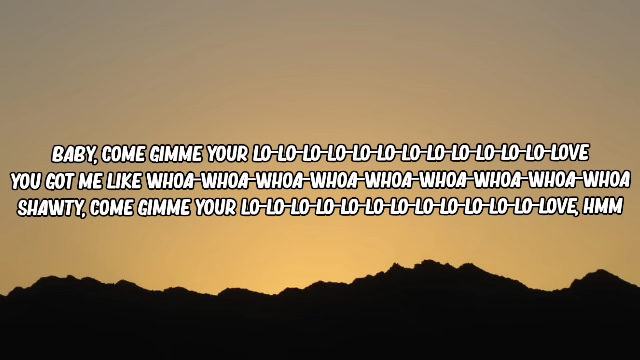 BABY, COME GIMME YOUR LO-LO-LO-LO-LO-LO-LO-LO-LO-LO-LO-LO-LOVE
YOU GOT ME LIKE WHOA-WHOA-WHOA-WHOA-WHOA-WHOA-WHOA-WHOA-WHOA
SHAWTY, COME GIMME YOUR LO-LO-LO-LO-LO-LO-LO-LO-LO-LO-LO-LO-LOVE, HMM